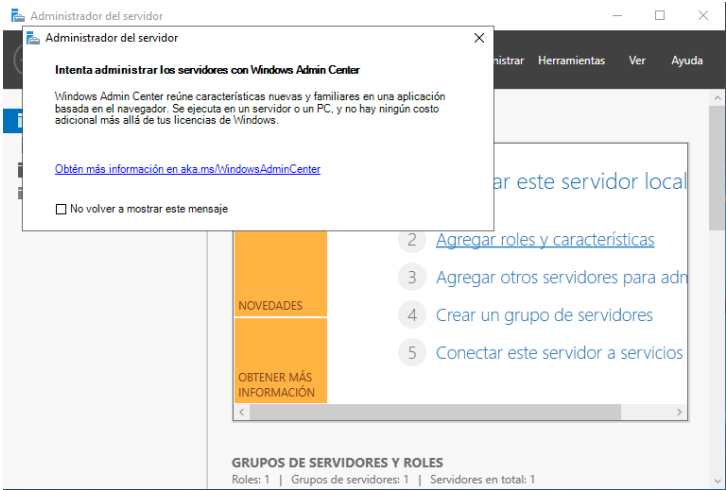 Administrador del servidor
Administrador del servidor
Intenta administrar los servidores con Windows Admin Center
Windows Admin Center reúne características nuevas y familiares en una aplicación
basada en el navegador. Se ejecuta en un servidor o un PC, y no hay ningún costo
adicional más allá de tus licencias de Windows.
Obtén más información en aka.ms/WindowsAdminCenter
No volver a mostrar este mensaje
Herramientas Ver Ayuda
este servidor local
2 Agregar roles y características
3 Agregar otros servidores para
4 Crear un grupo de servidores
5 Conectar este servidor a servicios
NOVEDADES
OBTENER MÁS
INFORMACIÓN
GRUPOS DE SERVIDORES Y ROLES
Roles: 1 | Grupos de servidores: 1 | Servidores en total: 1